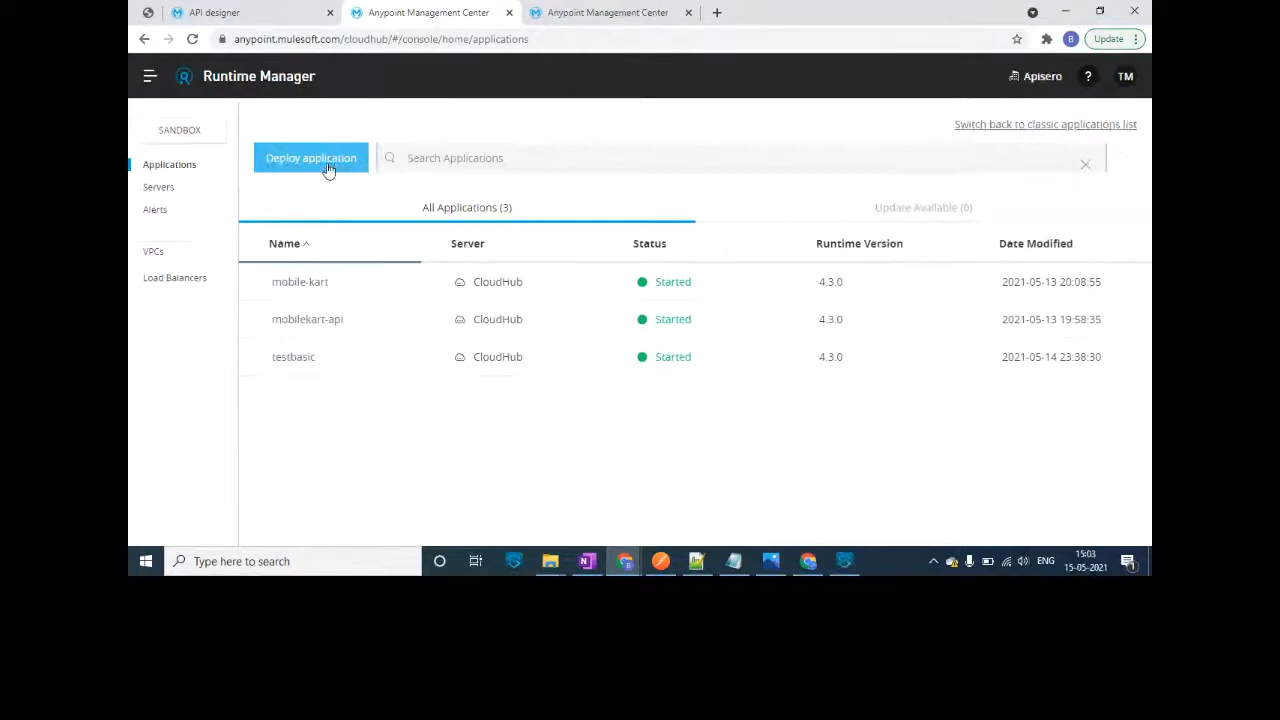 API designer
Anypoint Management Center
Anypoint Management Center
anypoint.mulesoft.com/cloudhub/#/console/home/applications
B
Update
Runtime Manager
Apisero
?
TM
SANDBOX
Switch back to classic applications list
Deploy application
Search Applications
Applications
Servers
Alerts
VPCs
Load Balancers
All Applications (3)
Update Available (0)
Name
Server
Status
Runtime Version
Date Modified
mobile-kart
CloudHub
Started
4.3.0
2021-05-13 20:08:55
mobilekart-api
CloudHub
Started
4.3.0
2021-05-13 19:58:35
testbasic
CloudHub
Started
4.3.0
2021-05-14 23:38:30
Type here to search
ENG
15:03
15-05-2021
1